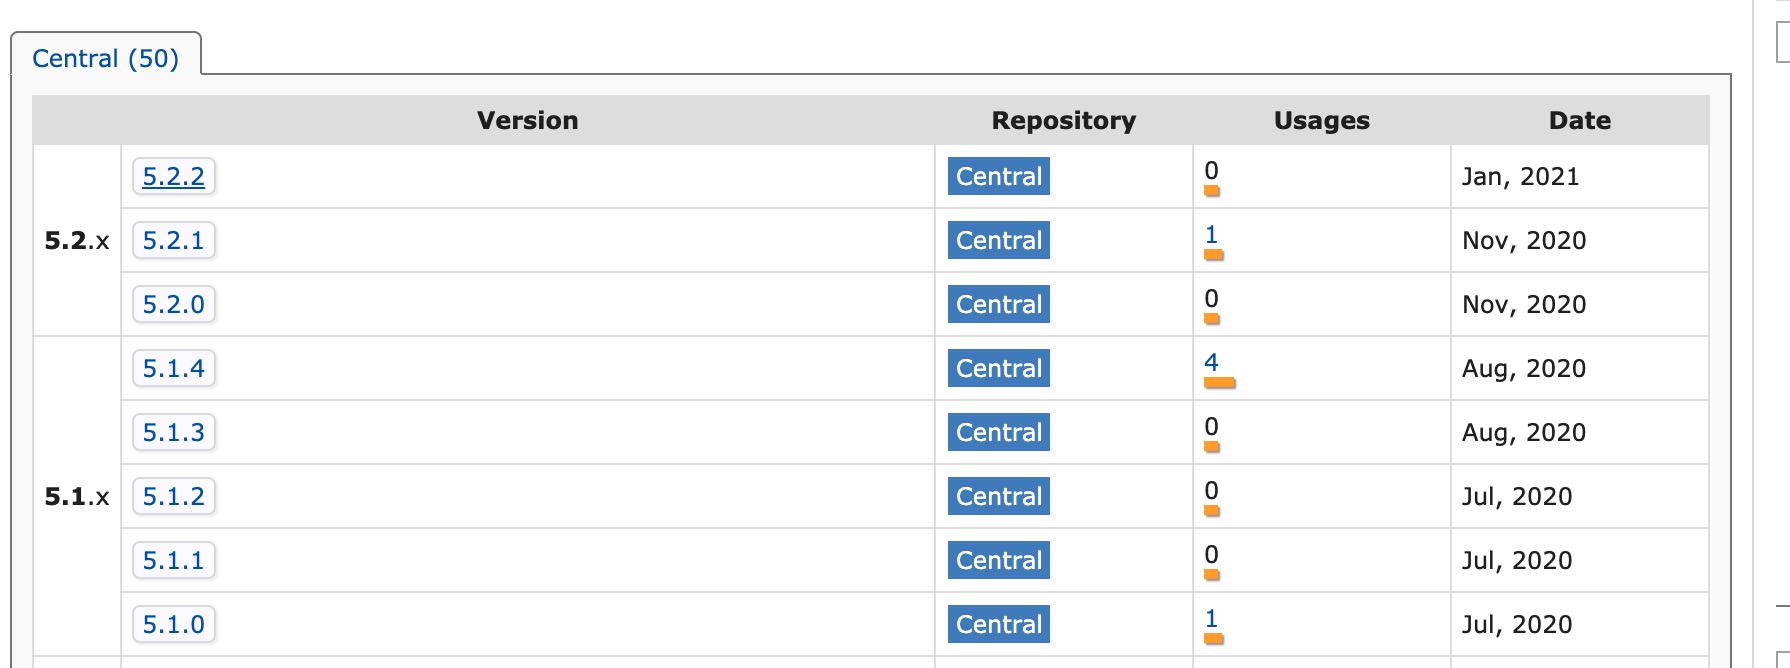 Central (50)
Version Repository Usages Date
5.2.2 Central 0 Jan, 2021
5.2.x 5.2.1 Central 1 Nov, 2020
5.2.0 Central 0 Nov, 2020
5.1.4 Central 4 Aug, 2020
5.1.3 Central 0 Aug, 2020
5.1.x 5.1.2 Central 0 Jul, 2020
5.1.1 Central 0 Jul, 2020
5.1.0 Central 1 Jul, 2020